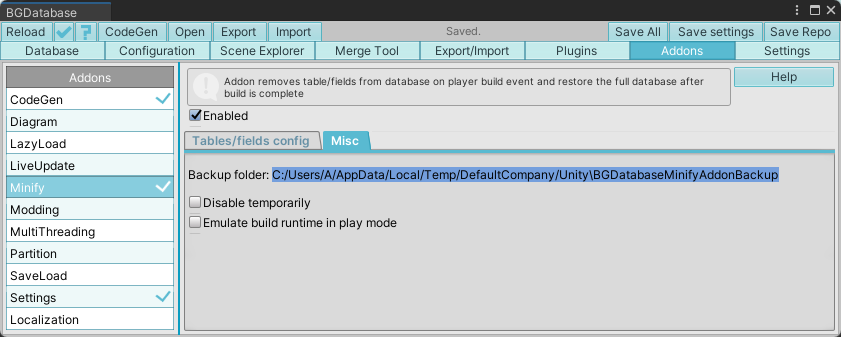 BGDatabase
Reload ? CodeGen Open Export Import Saved. Save All Save settings Save Repo
Database Configuration Scene Explorer Merge Tool Export/Import Plugins Addons Settings
Addons
CodeGen
Diagram
LazyLoad
LiveUpdate
Minify
Modding
MultiThreading
Partition
SaveLoad
Settings
Localization
Addon removes table/fields from database on player build event and restore the full database after
build is complete
Help
Enabled
Tables/fields config Misc
Backup folder: C:/Users/A/AppData/Local/Temp/DefaultCompany/Unity\BGDatabaseMinifyAddonBackup
Disable temporarily
Emulate build runtime in play mode